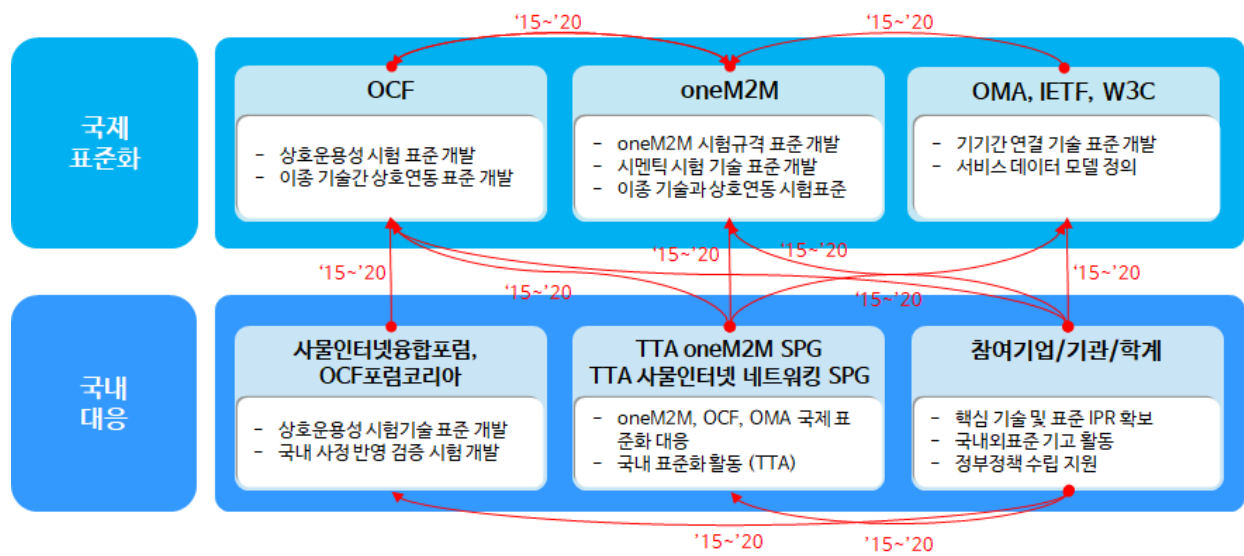 '15~'20
'15~'20
국제
표준화
OCF
- 상호운용성 시험 표준 개발
- 이종 기술간 상호연동 표준 개발
oneM2M
- oneM2M 시험규격 표준 개발
- 시멘틱 시험 기술 표준 개발
- 이종 기술과 상호연동 시험표준
OMA, IETF, W3C
- 기기간 연결 기술 표준 개발
- 서비스 데이터 모델 정의
'15~'20
'15~'20
'15~'20
'15~'20
'15~'20
'15~'20
국내
대응
사물인터넷융합포럼,
OCF포럼코리아
- 상호운용성 시험기술 표준 개발
- 국내 사정 반영 검증 시험 개발
TTA oneM2M SPG
TTA 사물인터넷 네트워킹 SPG
- oneM2M, OCF, OMA 국제 표
준화 대응
- 국내 표준화 활동 (TTA)
참여기업/기관/학계
- 핵심 기술 및 표준 IPR 확보
- 국내외표준 기고 활동
- 정부정책 수립 지원
'15~'20
'15~'20